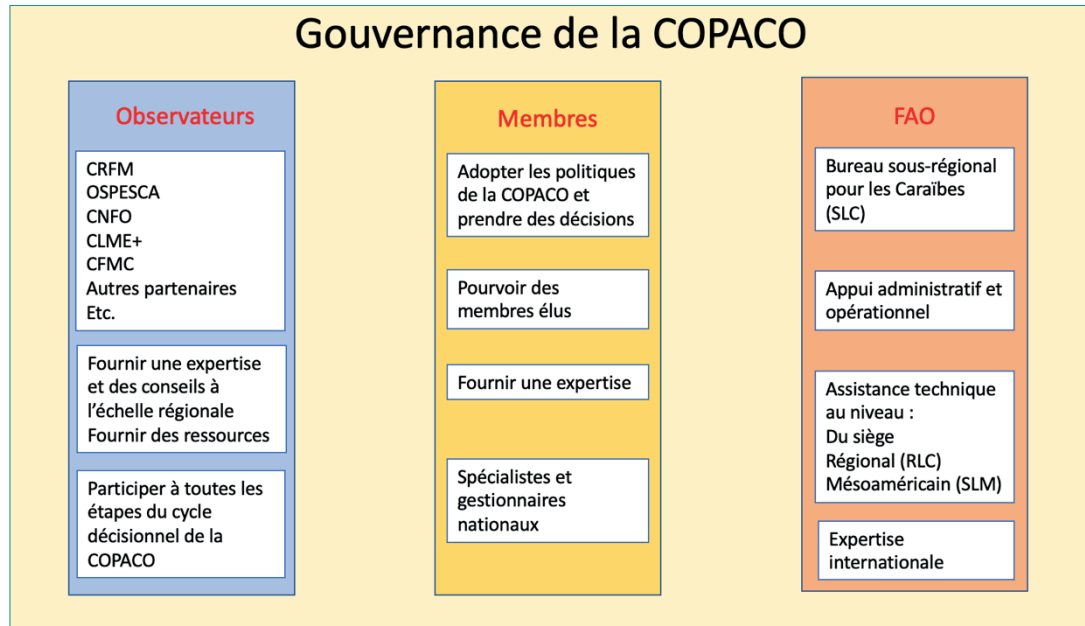 Gouvernance de la COPACO
Observateurs
CRFM
OSPESCA
CNFO
CLME+
CFMC
Autres partenaires
Etc.
Fournir une expertise
et des conseils à
l’échelle régionale
Fournir des ressources
Participer à toutes les
étapes du cycle
décisionnel de la
COPACO
Membres
Adopter les politiques
de la COPACO et
prendre des décisions
Pourvoir des
membres élus
Fournir une expertise
Spécialistes et
gestionnaires
nationaux
FAO
Bureau sous-régional
pour les Caraïbes
(SLC)
Appui administratif et
opérationnel
Assistance technique
au niveau :
Du siège
Régional (RLC)
Mésoaméricain (SLM)
Expertise
internationale